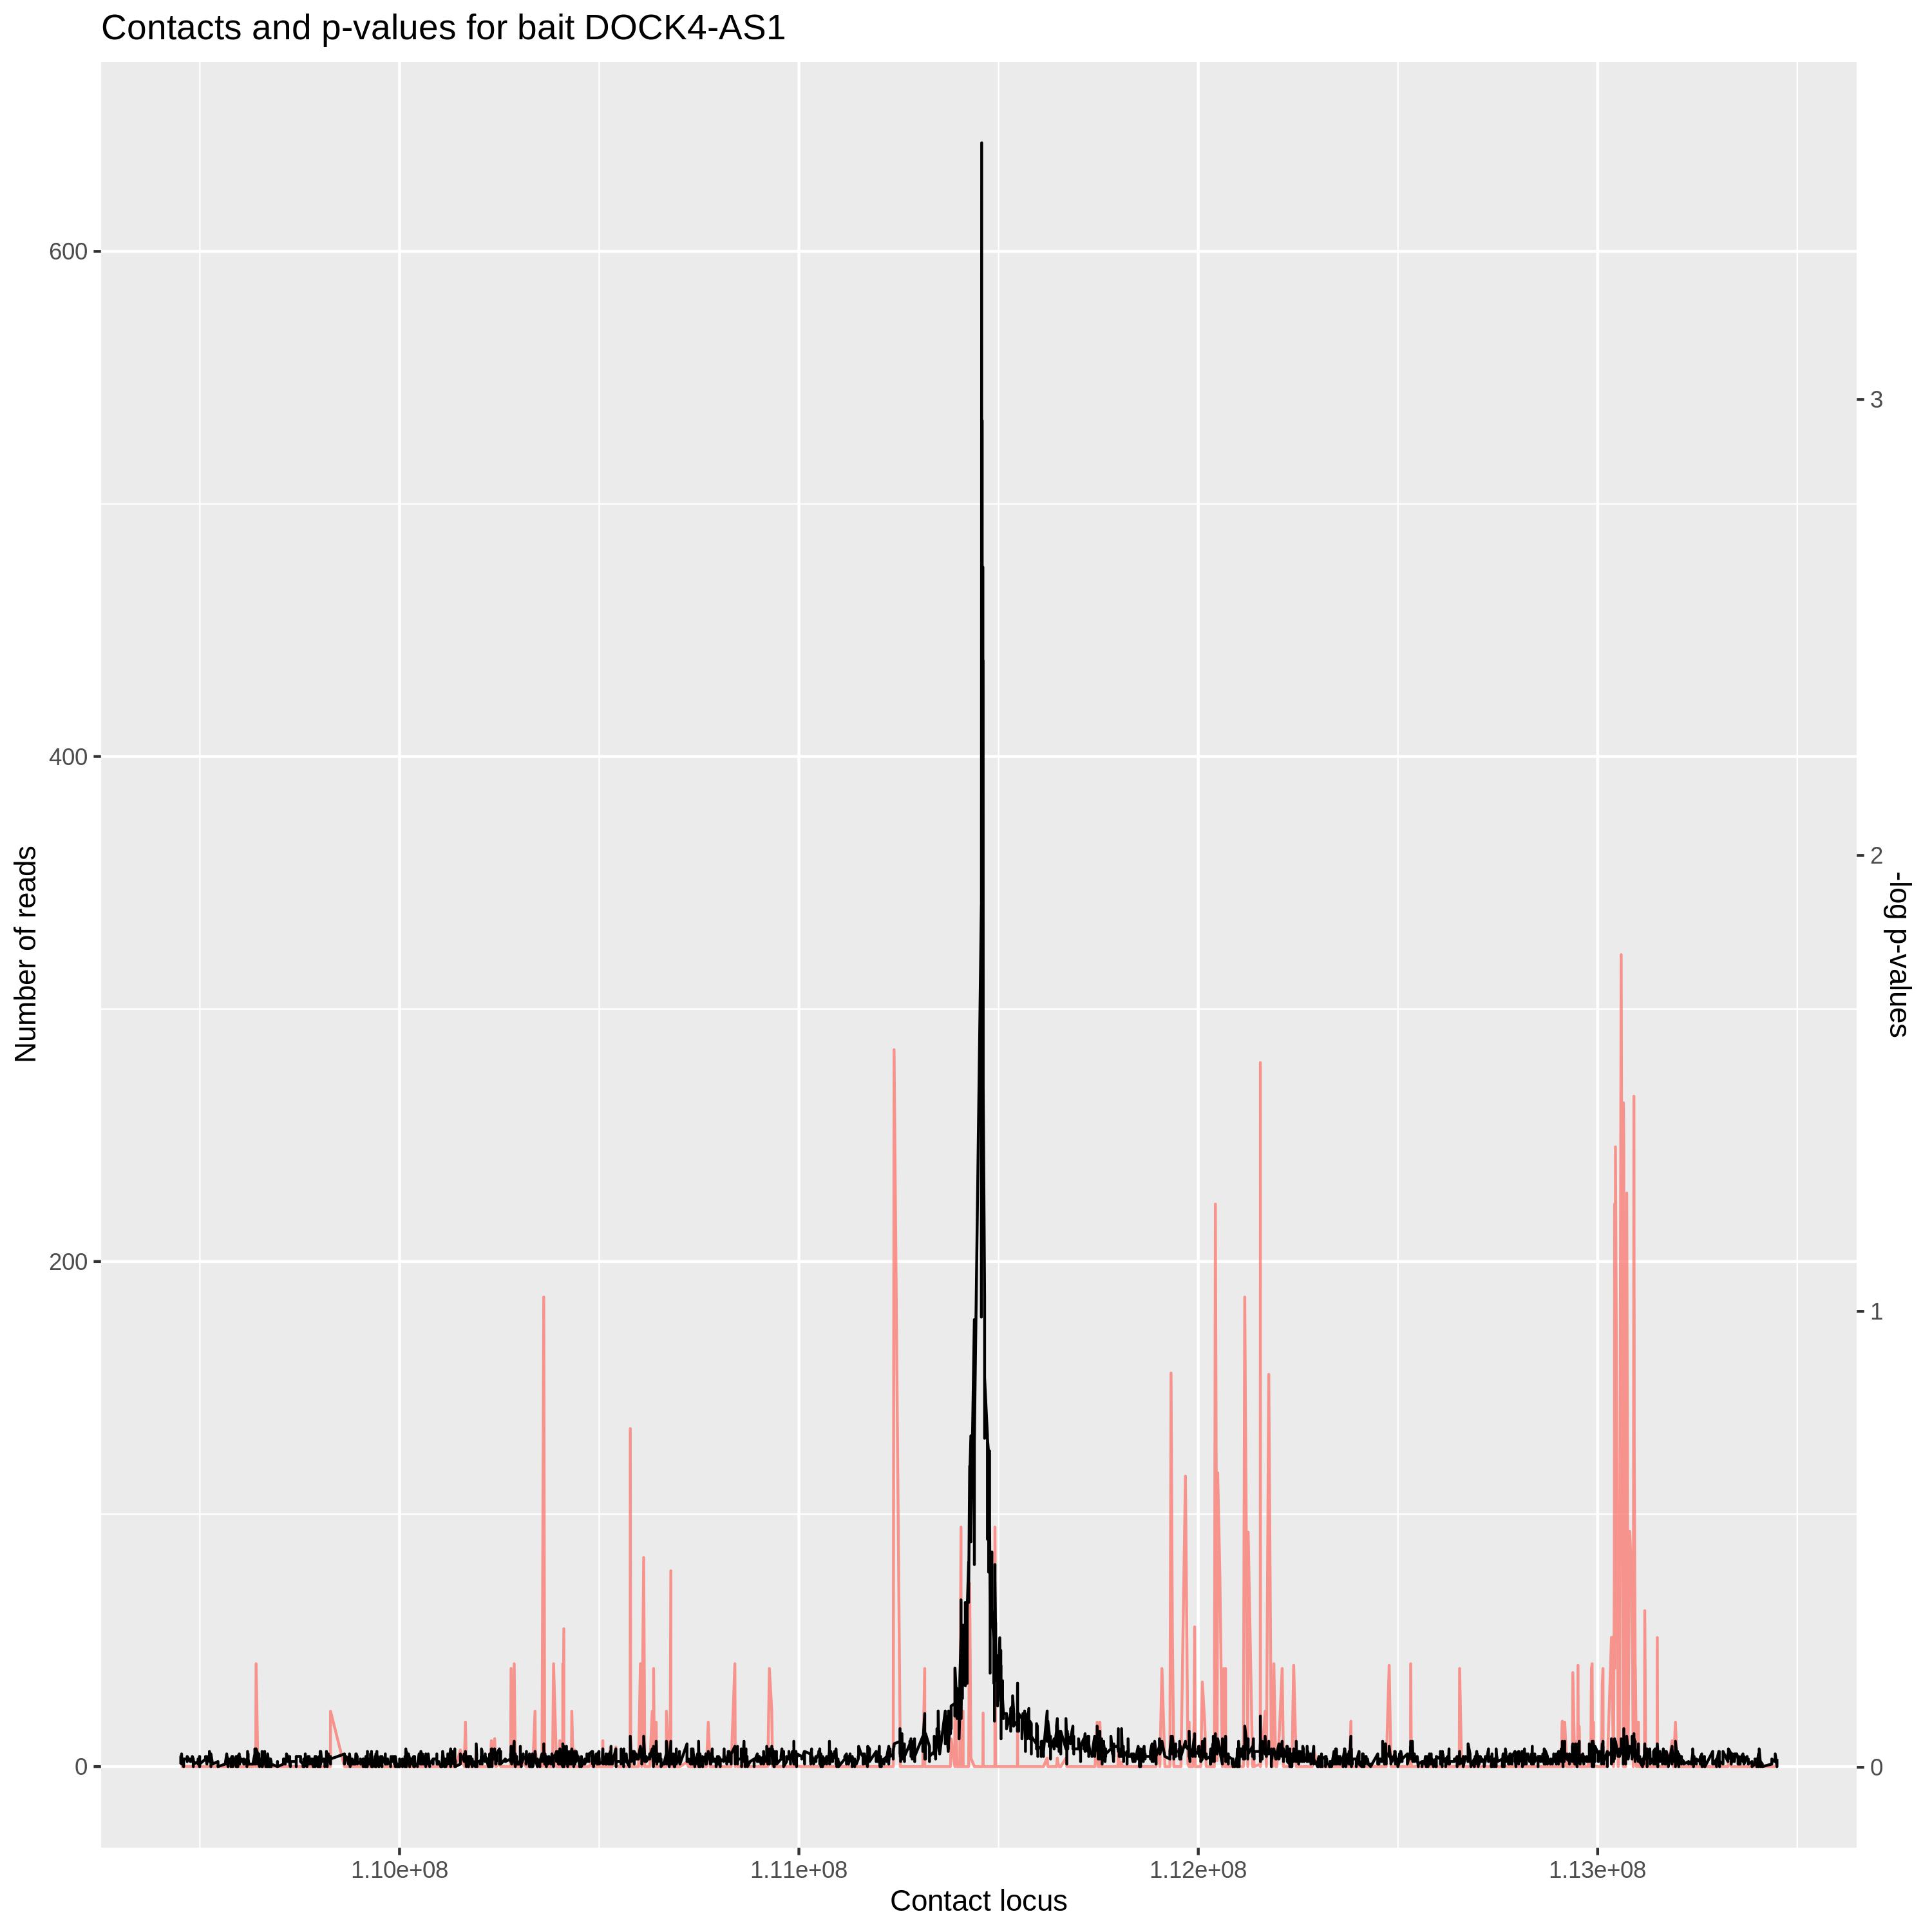 Contacts and p-values for bait DOCK4-AS1
600
400
200
0
Number of reads
3
2
1
0
-log p-values
1.10e+08
1.11e+08
1.12e+08
1.13e+08
Contact locus